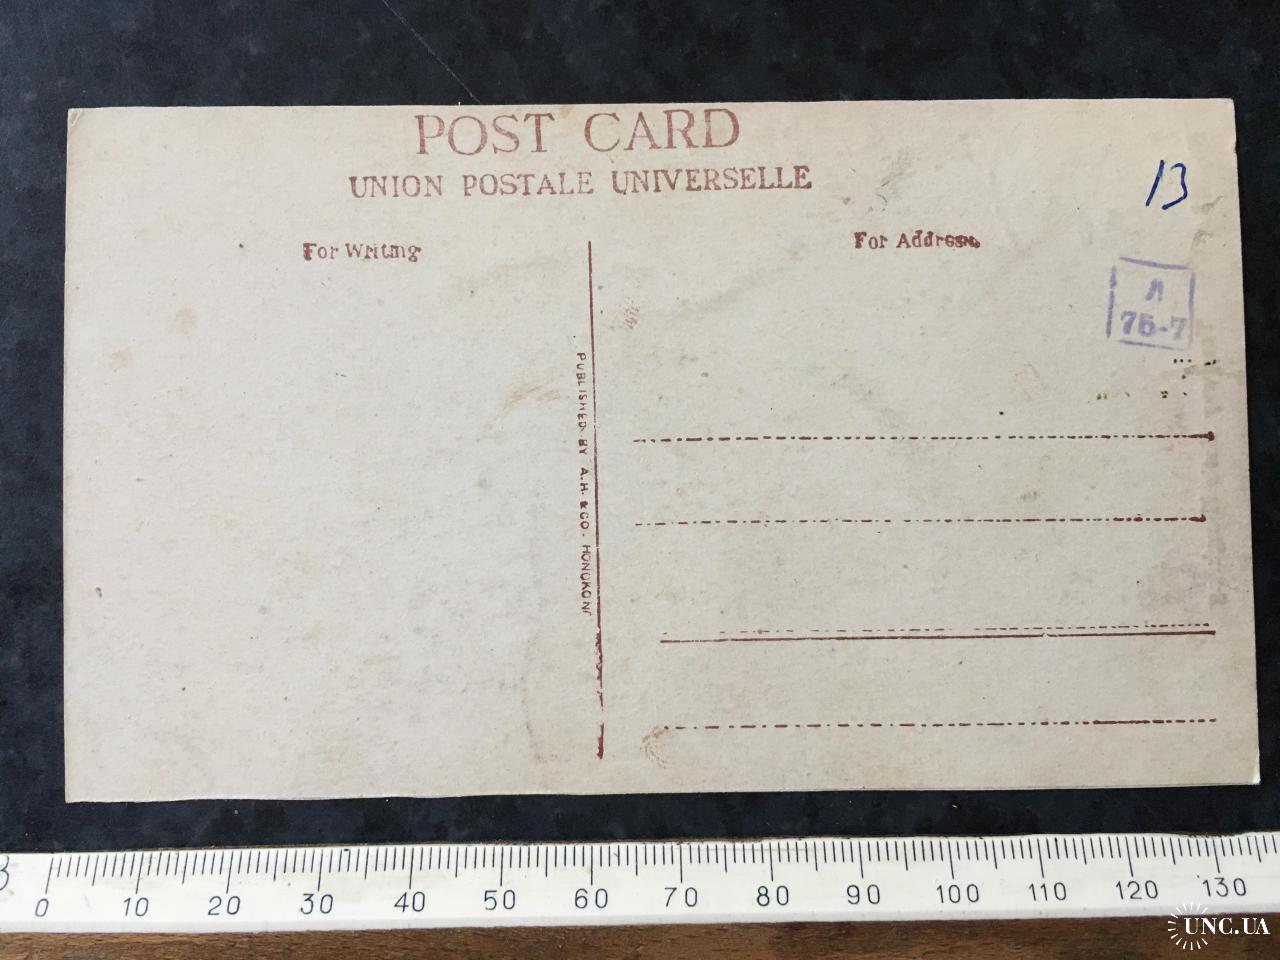 POST CARD
UNION POSTALE UNIVERSELLE
For Writing
For Address
13
Л
75-7
PUBLISHED BY A.H. & CO. HONGKONG
0 10 20 30 40 50 60 70 80 90 100 110 120 130
UNC.UA